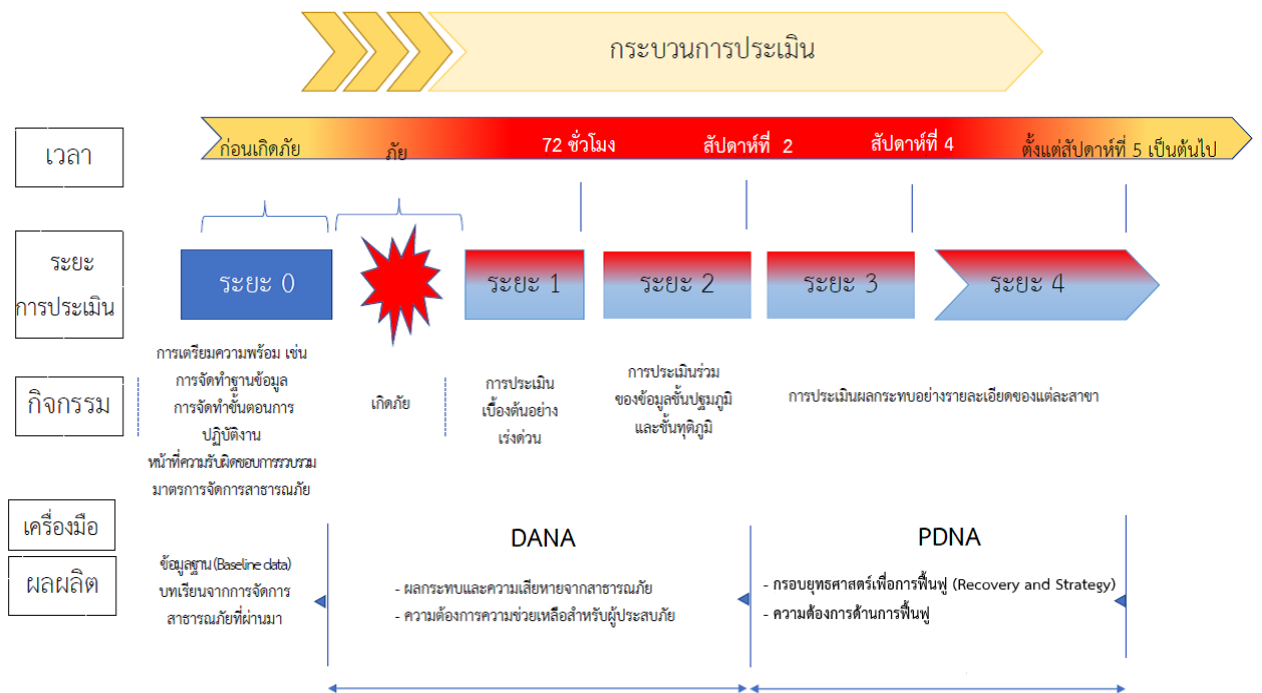 กระบวนการประเมิน
เวลา
ก่อนเกิดภัย
ภัย
72 ชั่วโมง
สัปดาห์ที่ 2
สัปดาห์ที่ 4
ตั้งแต่สัปดาห์ที่ 5 เป็นต้นไป
ระยะ
การประเมิน
ระยะ 0
ระยะ 1
ระยะ 2
ระยะ 3
ระยะ 4
กิจกรรม
การเตรียมความพร้อม เช่น
การจัดทำฐานข้อมูล
การจัดทำขั้นตอนการ
ปฏิบัติงาน
หน้าที่ความรับผิดชอบการรวบรวม
มาตรการจัดการสาธารณภัย
เกิดภัย
การประเมิน
เบื้องต้นอย่าง
เร่งด่วน
การประเมินร่วม
ของข้อมูลชั้นปฐมภูมิ
และชั้นทุติภูมิ
การประเมินผลกระทบอย่างรายละเอียดของแต่ละสาขา
เครื่องมือ
DANA
PDNA
ผลผลิต
ข้อมูลฐาน (Baseline data)
บทเรียนจากการจัดการ
สาธารณภัยที่ผ่านมา
- ผลกระทบและความเสียหายจากสาธารณภัย
- ความต้องการความช่วยเหลือสำหรับผู้ประสบภัย
- กรอบยุทธศาสตร์เพื่อการฟื้นฟู (Recovery and Strategy)
- ความต้องการด้านการฟื้นฟู